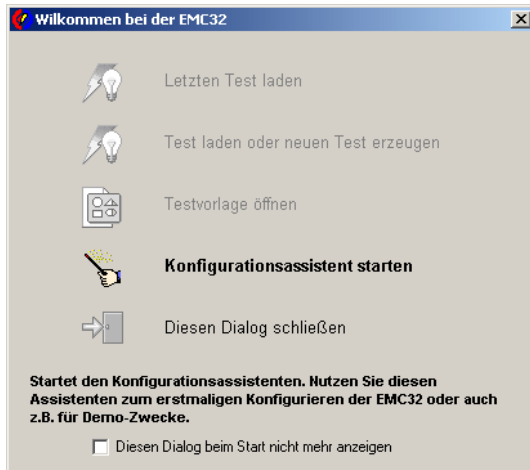 Wilkommen bei der EMC32
Letzten Test laden
Test laden oder neuen Test erzeugen
Testvorlage öffnen
Konfigurationsassistent starten
Diesen Dialog schließen
Startet den Konfigurationsassistenten. Nutzen Sie diesen
Assistenten zum erstmaligen Konfigurieren der EMC32 oder auch
z.B. für Demo-Zwecke.
Diesen Dialog beim Start nicht mehr anzeigen